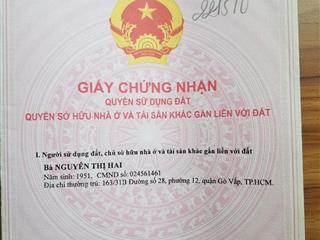 GIẤY CHỨNG NHẬN
QUYỀN SỬ DỤNG ĐẤT
QUYỀN SỞ HỮU NHÀ Ở VÀ TÀI SẢN KHÁC GẮN LIỀN VỚI ĐẤT
I. Người sử dụng đất, chủ sở hữu nhà ở và tài sản khác gắn liền với đất
Bà NGUYỄN THỊ HAI
Năm sinh: 1951, CMND số: 024561461
Địa chỉ thường trú: 163/31B Đường số 28, phường 12, quận Gò Vấp, TP.HCM.